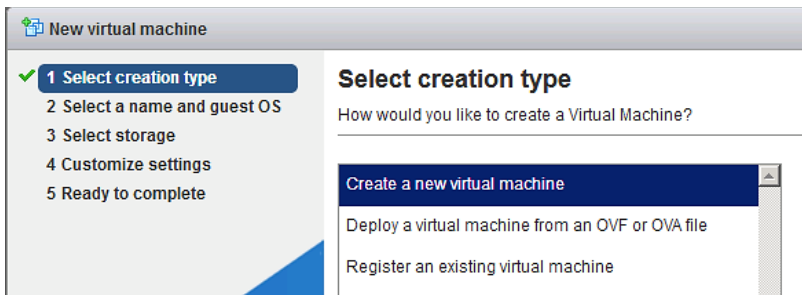 New virtual machine
1 Select creation type
2 Select a name and guest OS
3 Select storage
4 Customize settings
5 Ready to complete
Select creation type
How would you like to create a Virtual Machine?
Create a new virtual machine
Deploy a virtual machine from an OVF or OVA file
Register an existing virtual machine